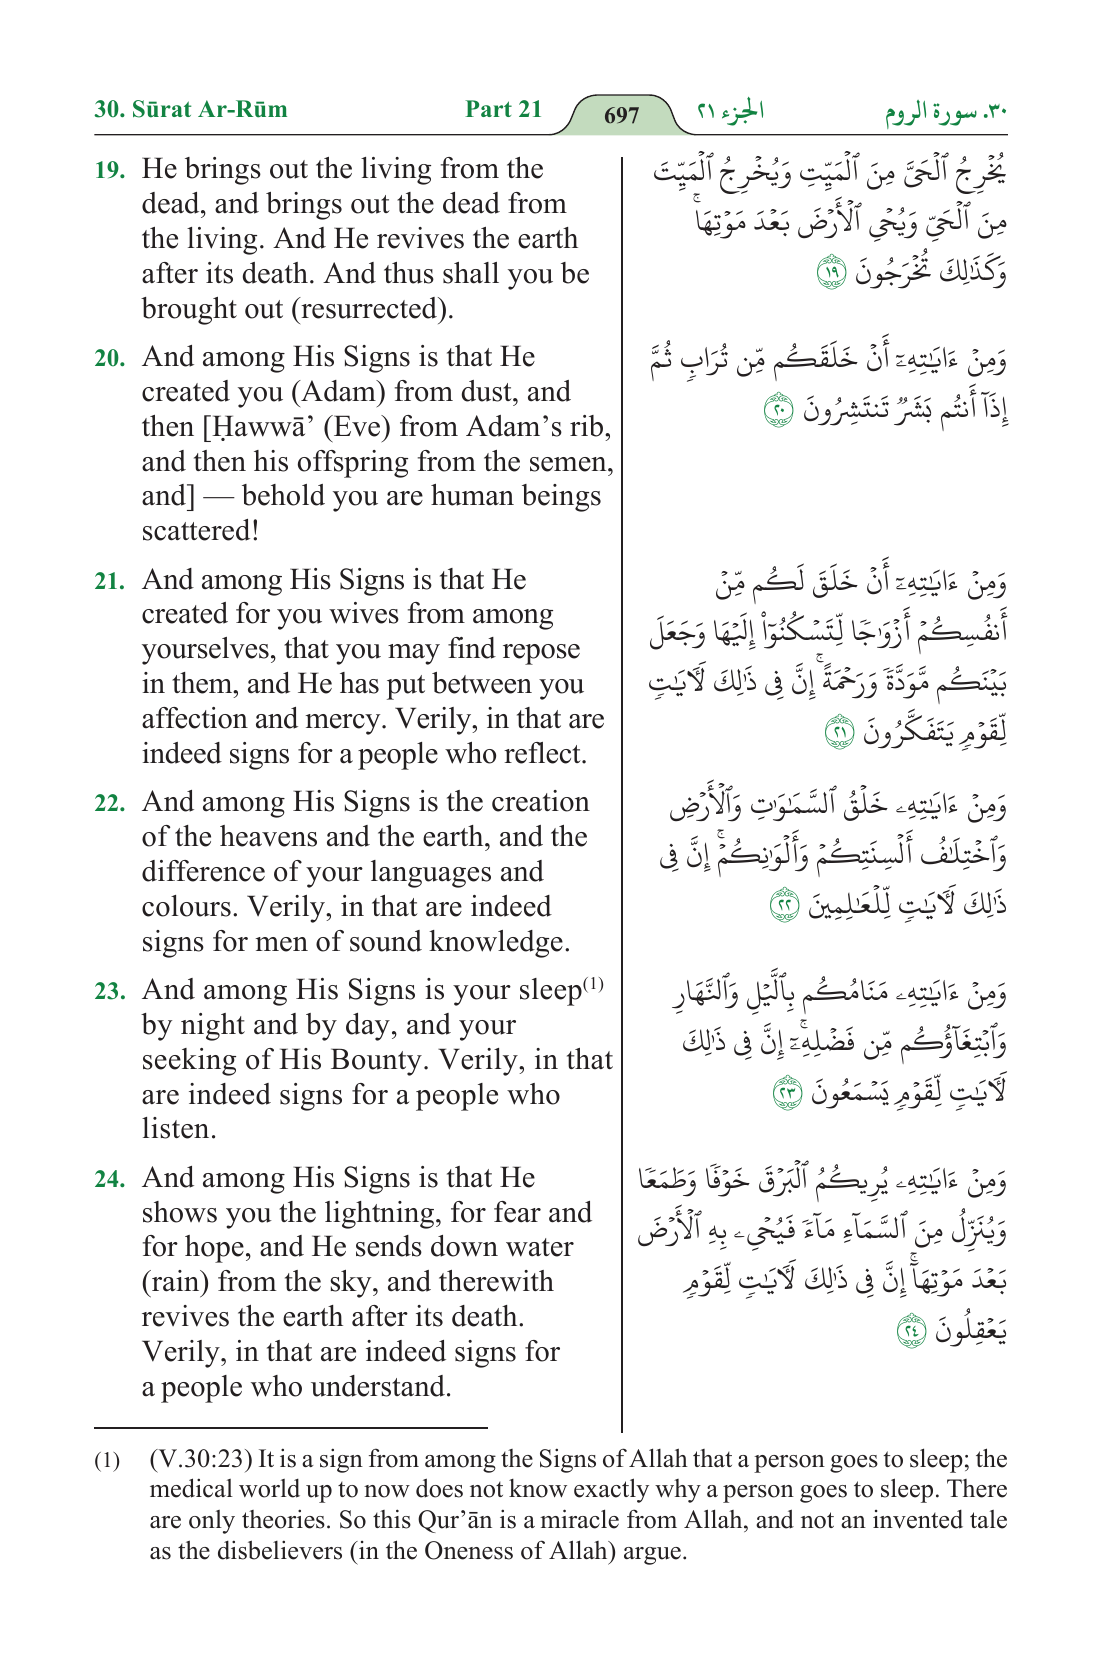 30. Sūrat Ar-Rūm Part 21 697 الجزء ٢١ ٣٠. سورة الروم
19. He brings out the living from the
dead, and brings out the dead from
the living. And He revives the earth
after its death. And thus shall you be
brought out (resurrected).
يُخْرِجُ ٱلْحَىَّ مِنَ ٱلْمَيِّتِ وَيُخْرِجُ ٱلْمَيِّتَ
مِنَ ٱلْحَىِّ وَيُحْىِ ٱلْأَرْضَ بَعْدَ مَوْتِهَا ۚ
وَكَذَٰلِكَ تُخْرَجُونَ ١٩
20. And among His Signs is that He
created you (Adam) from dust, and
then [Ḥawwā’ (Eve) from Adam’s rib,
and then his offspring from the semen,
and] — behold you are human beings
scattered!
وَمِنْ ءَايَـٰتِهِۦٓ أَنْ خَلَقَكُم مِّن تُرَابٍ ثُمَّ
إِذَآ أَنتُم بَشَرٌ تَنتَشِرُونَ ٢٠
21. And among His Signs is that He
created for you wives from among
yourselves, that you may find repose
in them, and He has put between you
affection and mercy. Verily, in that are
indeed signs for a people who reflect.
وَمِنْ ءَايَـٰتِهِۦٓ أَنْ خَلَقَ لَكُم مِّنْ
أَنفُسِكُمْ أَزْوَٰجًا لِّتَسْكُنُوٓا۟ إِلَيْهَا وَجَعَلَ
بَيْنَكُم مَّوَدَّةً وَرَحْمَةً ۚ إِنَّ فِى ذَٰلِكَ لَـَٔايَـٰتٍ
لِّقَوْمٍ يَتَفَكَّرُونَ ٢١
22. And among His Signs is the creation
of the heavens and the earth, and the
difference of your languages and
colours. Verily, in that are indeed
signs for men of sound knowledge.
وَمِنْ ءَايَـٰتِهِۦ خَلْقُ ٱلسَّمَـٰوَٰتِ وَٱلْأَرْضِ
وَٱخْتِلَـٰفُ أَلْسِنَتِكُمْ وَأَلْوَٰنِكُمْ ۚ إِنَّ فِى
ذَٰلِكَ لَـَٔايَـٰتٍ لِّلْعَـٰلِمِينَ ٢٢
23. And among His Signs is your sleep(1)
by night and by day, and your
seeking of His Bounty. Verily, in that
are indeed signs for a people who
listen.
وَمِنْ ءَايَـٰتِهِۦ مَنَامُكُم بِٱلَّيْلِ وَٱلنَّهَارِ
وَٱبْتِغَآؤُكُم مِّن فَضْلِهِۦٓ ۚ إِنَّ فِى ذَٰلِكَ
لَـَٔايَـٰتٍ لِّقَوْمٍ يَسْمَعُونَ ٢٣
24. And among His Signs is that He
shows you the lightning, for fear and
for hope, and He sends down water
(rain) from the sky, and therewith
revives the earth after its death.
Verily, in that are indeed signs for
a people who understand.
وَمِنْ ءَايَـٰتِهِۦ يُرِيكُمُ ٱلْبَرْقَ خَوْفًا وَطَمَعًا
وَيُنَزِّلُ مِنَ ٱلسَّمَآءِ مَآءً فَيُحْىِۦ بِهِ ٱلْأَرْضَ
بَعْدَ مَوْتِهَآ ۚ إِنَّ فِى ذَٰلِكَ لَـَٔايَـٰتٍ لِّقَوْمٍ
يَعْقِلُونَ ٢٤
(1) (V.30:23) It is a sign from among the Signs of Allah that a person goes to sleep; the
medical world up to now does not know exactly why a person goes to sleep. There
are only theories. So this Qur’ān is a miracle from Allah, and not an invented tale
as the disbelievers (in the Oneness of Allah) argue.